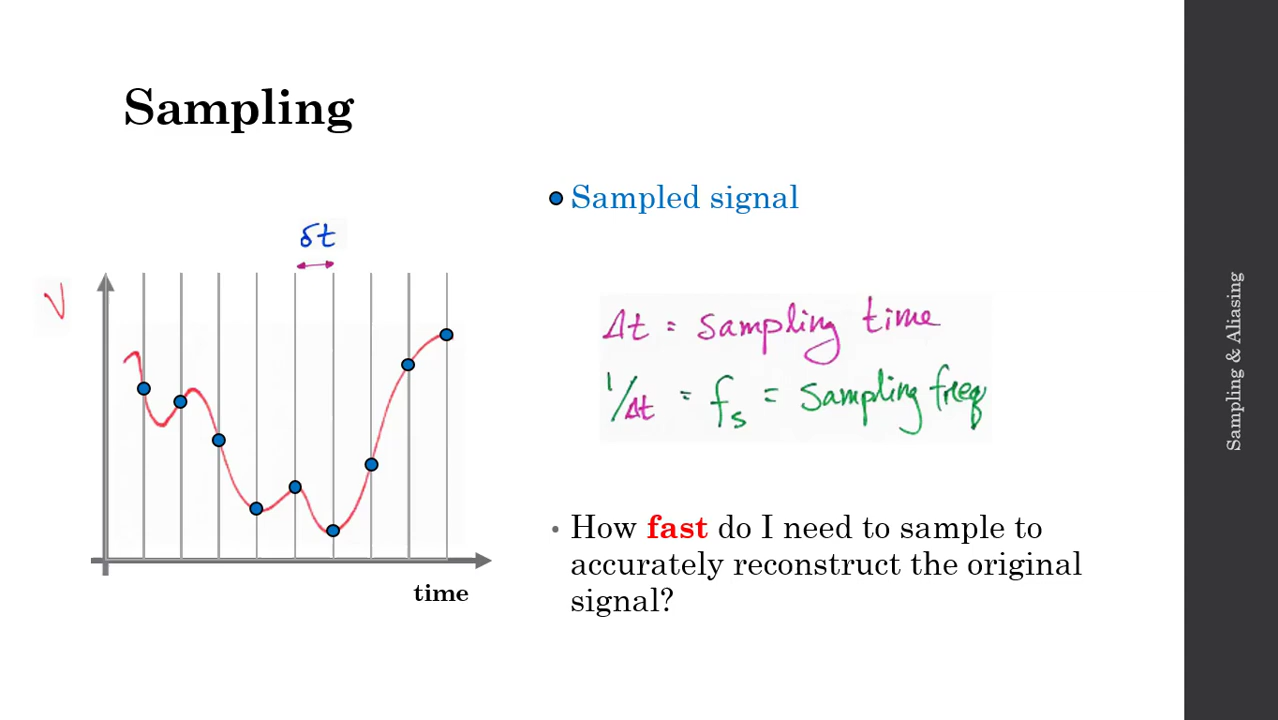 Sampling
• Sampled signal
δt
V
Δt = Sampling time
1/Δt = fs = Sampling freq
time
• How fast do I need to sample to
accurately reconstruct the original
signal?
Sampling & Aliasing